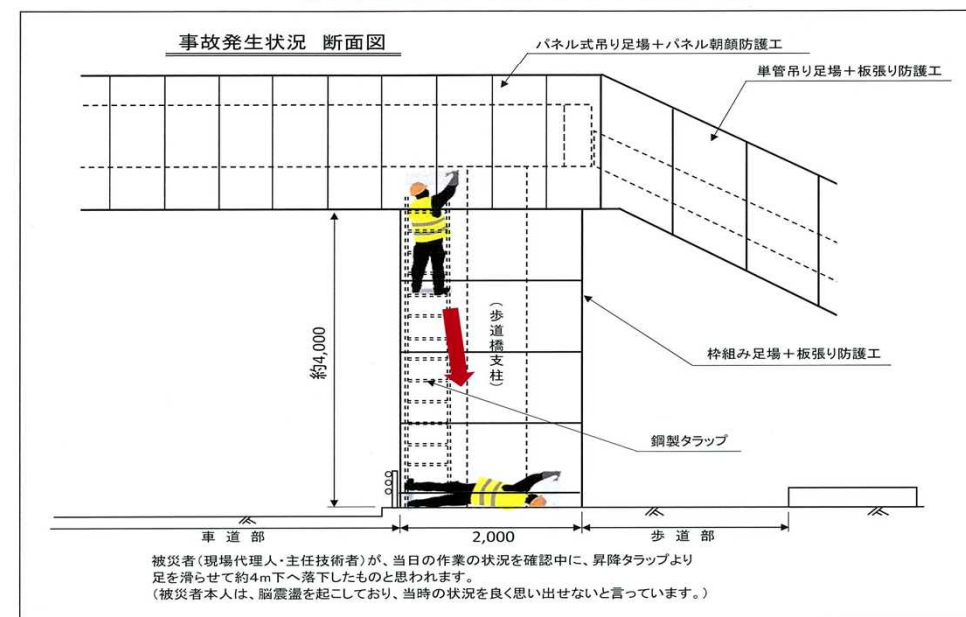 事故発生状況 断面図
パネル式吊り足場+パネル朝顔防護工
単管吊り足場+板張り防護工
約4,000
(歩道橋支柱)
枠組み足場+板張り防護工
鋼製タラップ
車道部
2,000
歩道部
被災者(現場代理人・主任技術者)が、当日の作業の状況を確認中に、昇降タラップより
足を滑らせて約4m下へ落下したものと思われます。
(被災者本人は、脳震盪を起こしており、当時の状況を良く思い出せないと言っています。)